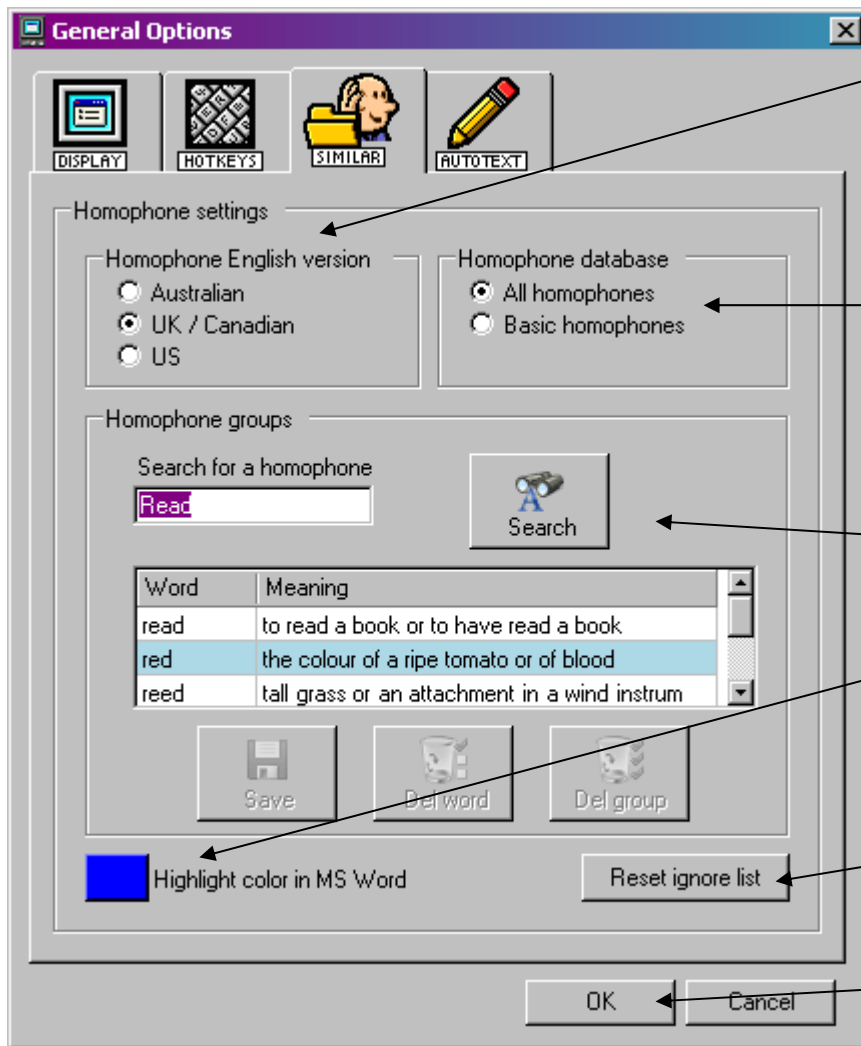 General Options
DISPLAY HOTKEYS SIMILAR AUTOTEXT
Homophone settings
Homophone English version
Australian
UK / Canadian
US
Homophone database
All homophones
Basic homophones
Homophone groups
Search for a homophone
Read
Search
Word Meaning
read to read a book or to have read a book
red the colour of a ripe tomato or of blood
reed tall grass or an attachment in a wind instrum
Save Del word Del group
Highlight color in MS Word
Reset ignore list
OK Cancel